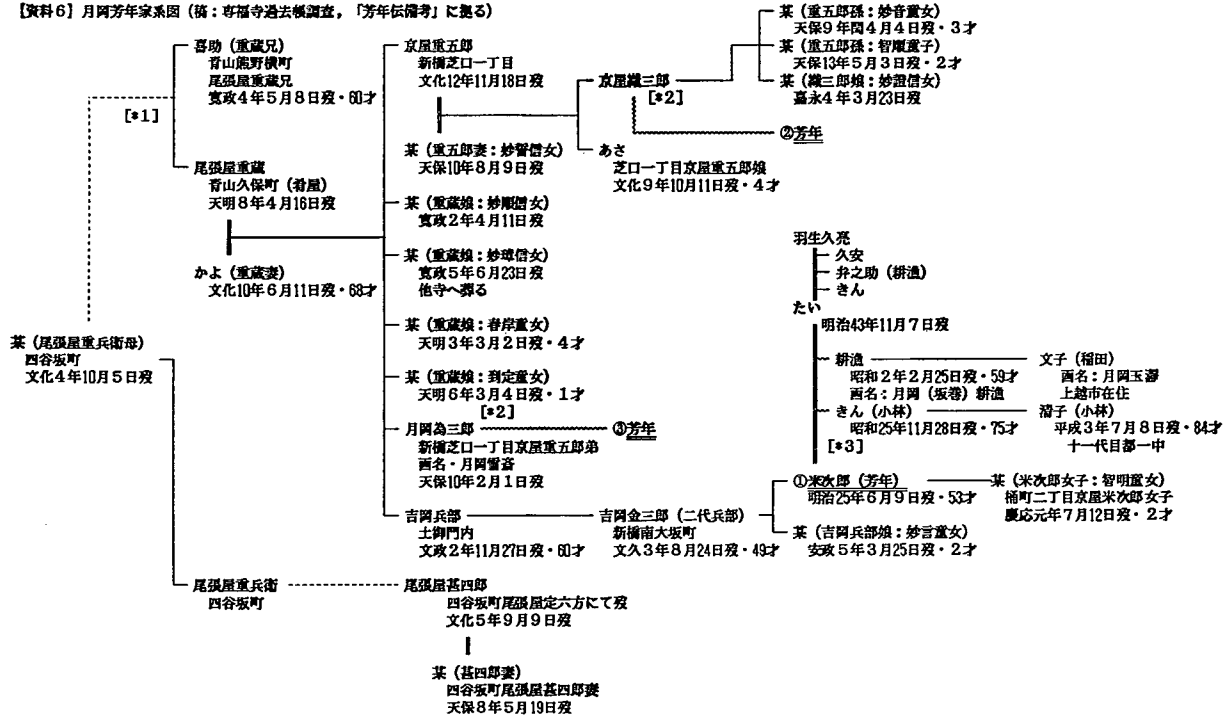 【資料6】月岡芳年家系図（稿：専福寺過去帳調査，「芳年伝備考」に拠る）
喜助（重蔵兄）
青山熊野横町
尾張屋重蔵兄
寛政4年5月8日歿・60才
[*1]
尾張屋重蔵
青山久保町（肴屋）
天明8年4月16日歿
かよ（重蔵妻）
文化10年6月11日歿・68才
某（尾張屋重兵衛母）
四谷坂町
文化4年10月5日歿
尾張屋重兵衛
四谷坂町
京屋重五郎
新橋芝口一丁目
文化12年11月18日歿
某（重五郎妻：妙誓信女）
天保10年8月9日歿
某（重蔵娘：妙順信女）
寛政2年4月11日歿
某（重蔵娘：妙璋信女）
寛政5年6月23日歿
他寺へ葬る
某（重蔵娘：春岸童女）
天明3年3月2日歿・4才
某（重蔵娘：到定童女）
天明6年3月4日歿・1才
[*2]
月岡為三郎
新橋芝口一丁目京屋重五郎弟
画名・月岡雪斎
天保10年2月1日歿
③芳年
吉岡兵部
土御門内
文政2年11月27日歿・60才
尾張屋甚四郎
四谷坂町尾張屋定六方にて歿
文化5年9月9日歿
某（甚四郎妻）
四谷坂町尾張屋甚四郎妻
天保8年5月19日歿
京屋織三郎
[*2]
あさ
芝口一丁目京屋重五郎娘
文化9年10月11日歿・4才
吉岡金三郎（二代兵部）
新橋南大坂町
文久3年8月24日歿・49才
某（重五郎孫：妙音童女）
天保9年閏4月4日歿・3才
某（重五郎孫：智順童子）
天保13年5月3日歿・2才
某（織三郎娘：妙證信女）
嘉永4年3月23日歿
②芳年
羽生久亮
久安
弁之助（耕漁）
きん
たい
明治43年11月7日歿
耕漁
昭和2年2月25日歿・59才
画名：月岡（坂巻）耕漁
きん（小林）
昭和25年11月28日歿・75才
[*3]
文子（稲田）
画名：月岡玉瀞
上越市在住
清子（小林）
平成3年7月8日歿・84才
十一代目都一中
①米次郎（芳年）
明治25年6月9日歿・53才
某（吉岡兵部娘：妙言童女）
安政5年3月25日歿・2才
某（米次郎女子：智明童女）
桶町二丁目京屋米次郎女子
慶応元年7月12日歿・2才